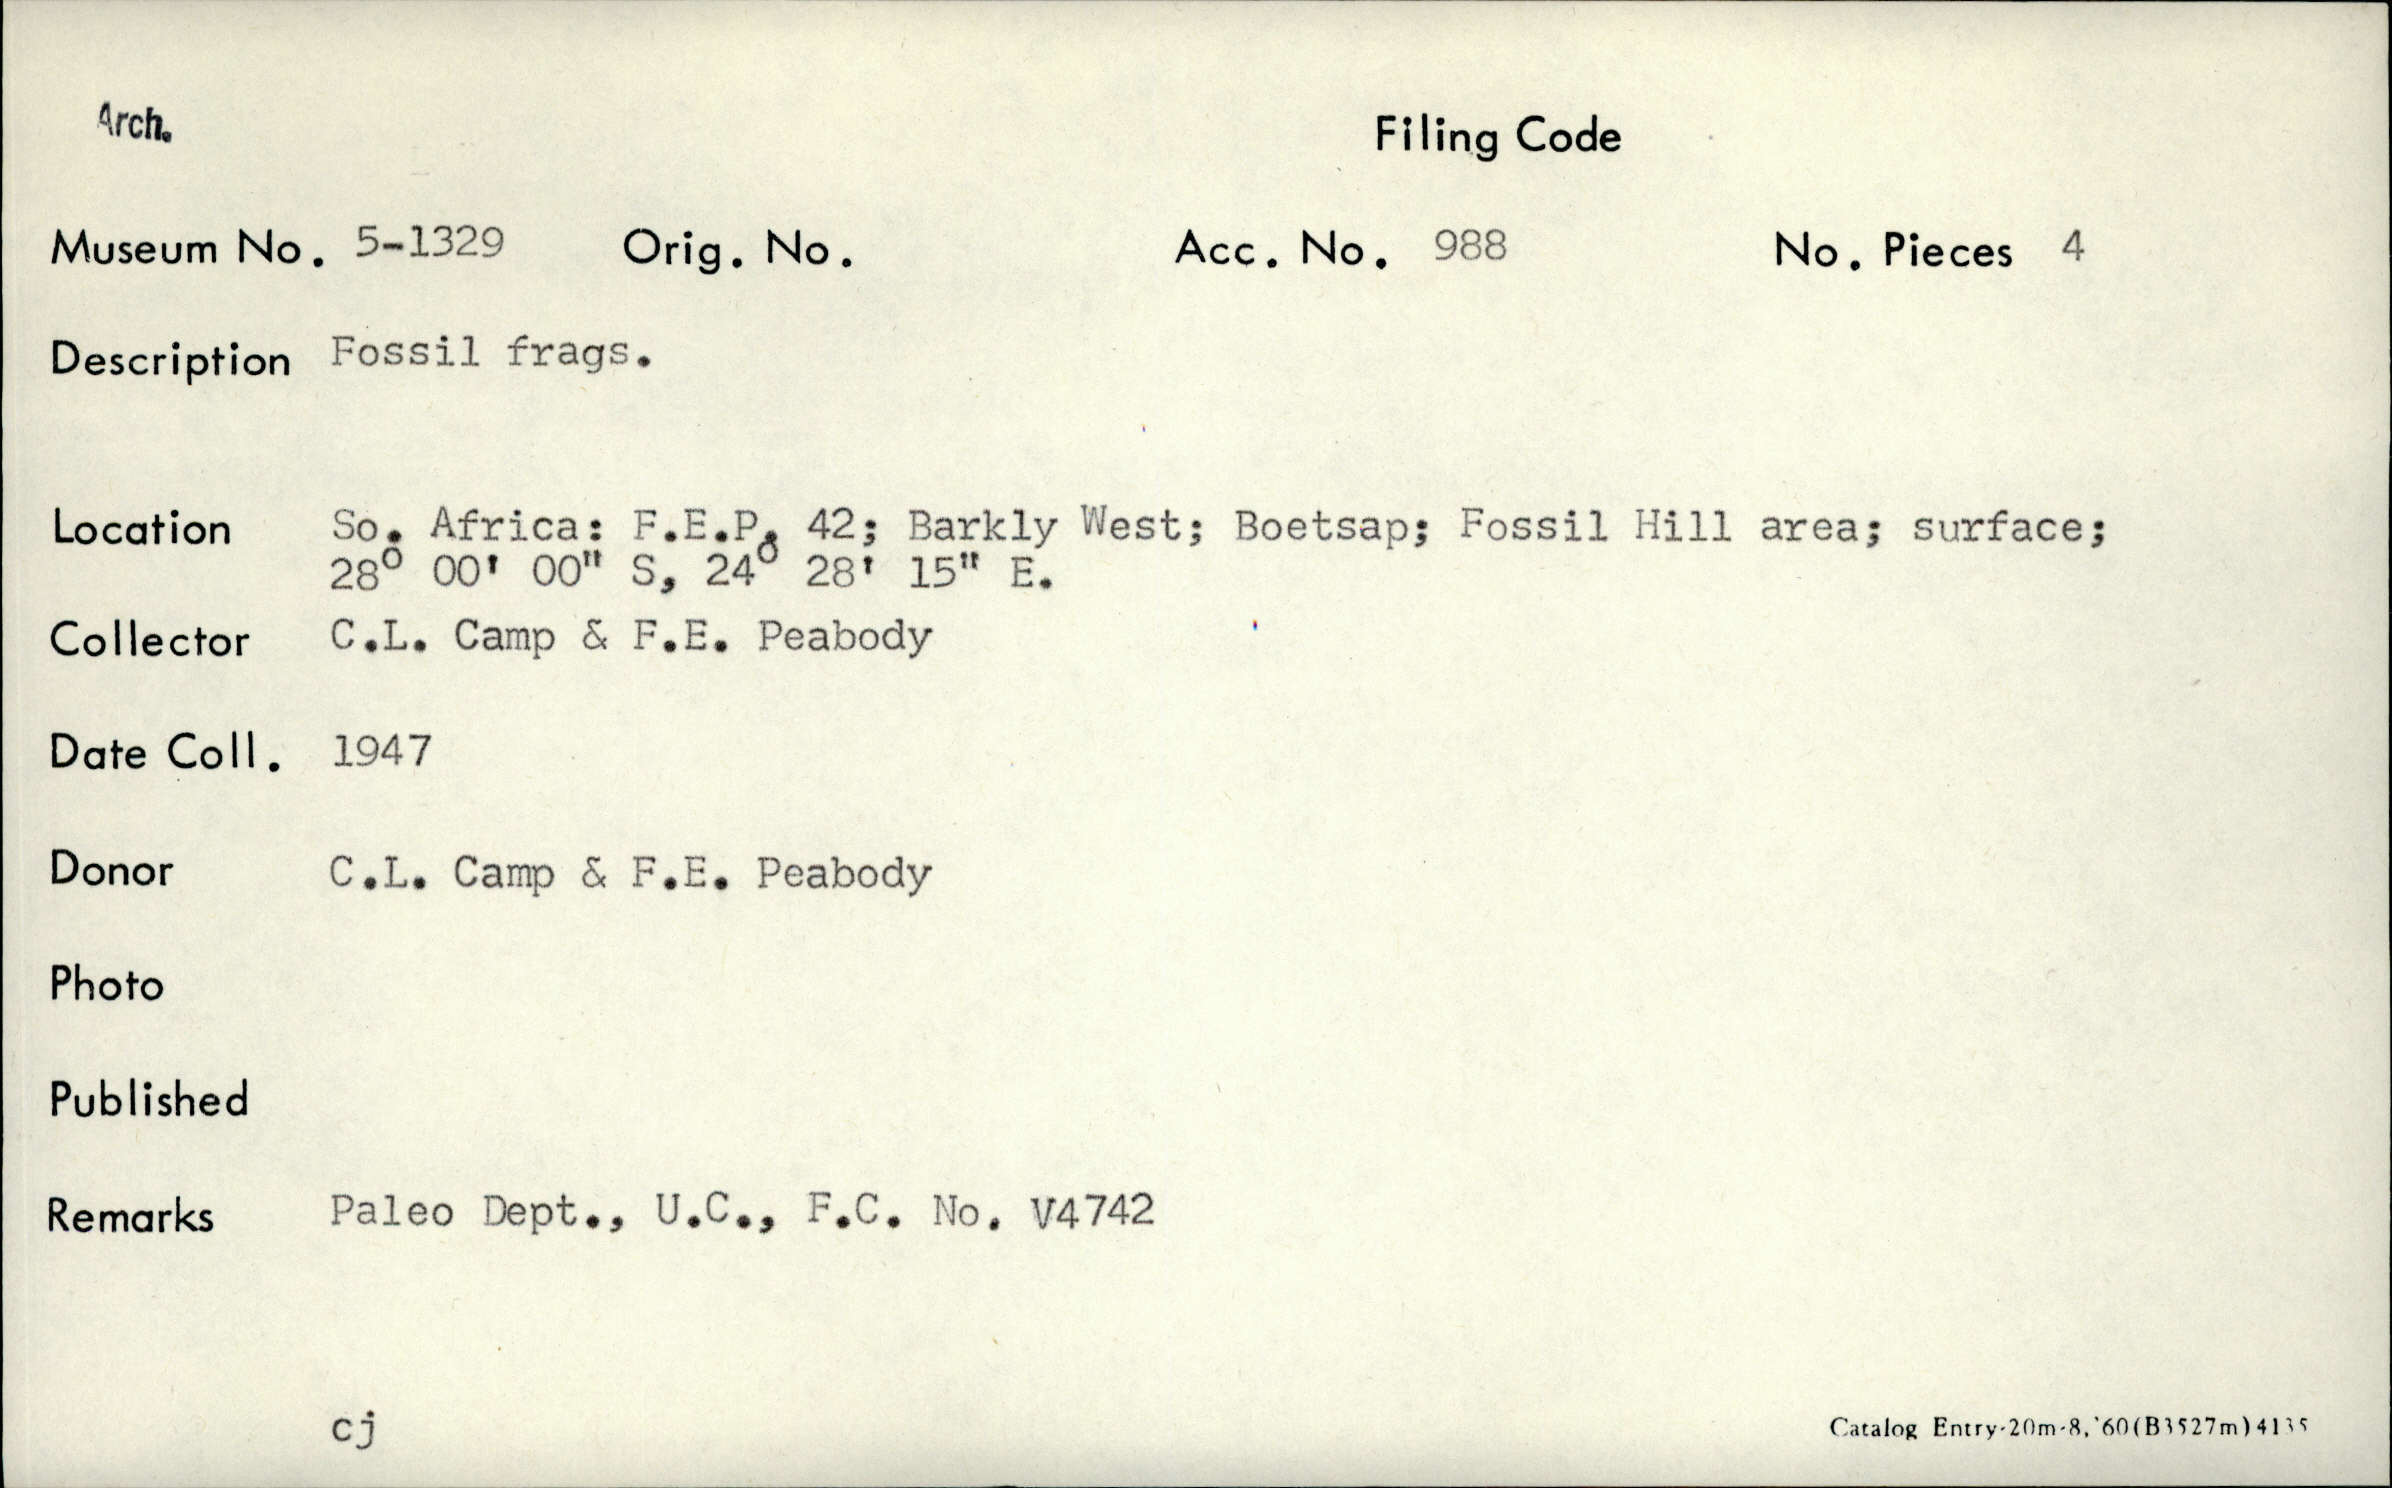 Arch.
Filing Code
Museum No. 5-1329 Orig. No. Acc. No. 988 No. Pieces 4
Description Fossil frags.
Location So. Africa: F.E.P. 42; Barkly West; Boetsap; Fossil Hill area; surface;
28º 00' 00" S, 24º 28' 15" E.
Collector C.L. Camp & F.E. Peabody
Date Coll. 1947
Donor C.L. Camp & F.E. Peabody
Photo
Published
Remarks Paleo Dept., U.C., F.C. No. V4742
cj
Catalog Entry-20m-8,'60(B3527m)4135